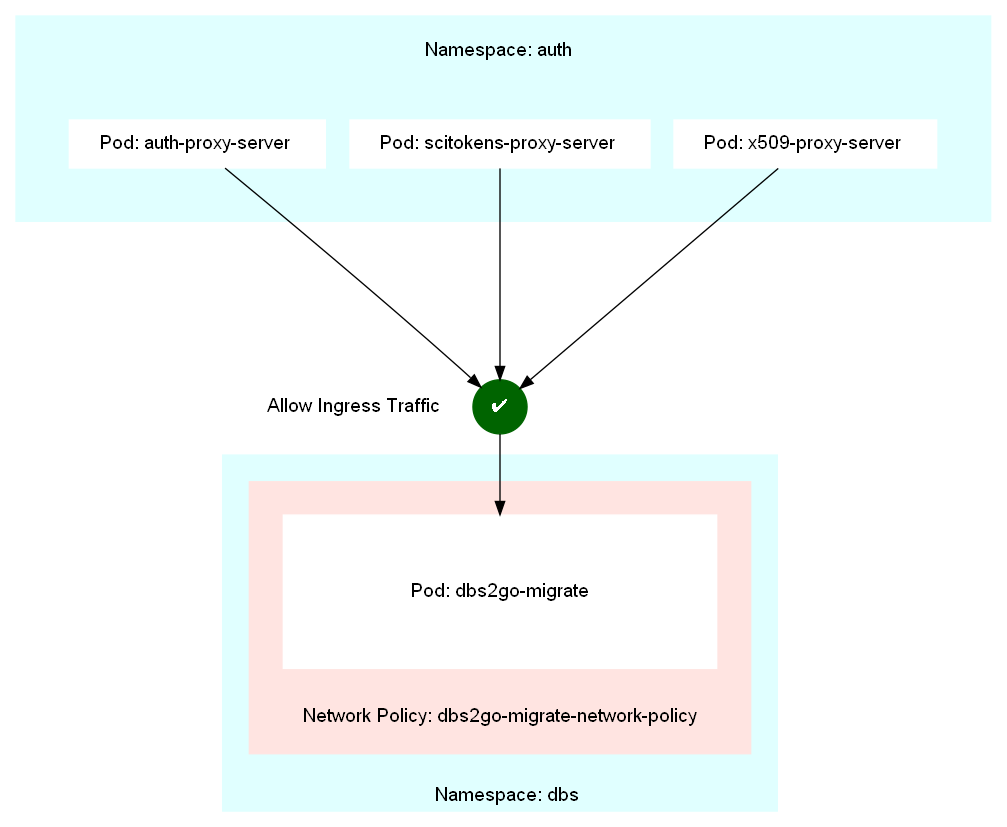 Namespace: auth
Pod: auth-proxy-server
Pod: scitokens-proxy-server
Pod: x509-proxy-server
Allow Ingress Traffic
✔
Pod: dbs2go-migrate
Network Policy: dbs2go-migrate-network-policy
Namespace: dbs